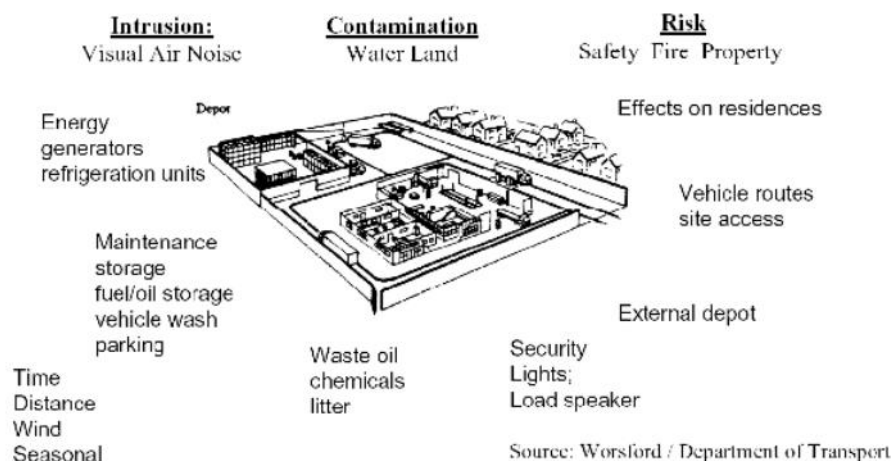 Intrusion:
Visual Air Noise
Contamination
Water Land
Risk
Safety Fire Property
Depot
Energy
generators
refrigeration units
Effects on residences
Vehicle routes
site access
Maintenance
storage
fuel/oil storage
vehicle wash
parking
External depot
Waste oil
chemicals
litter
Security
Lights;
Load speaker
Time
Distance
Wind
Seasonal
Source: Worsford / Department of Transport